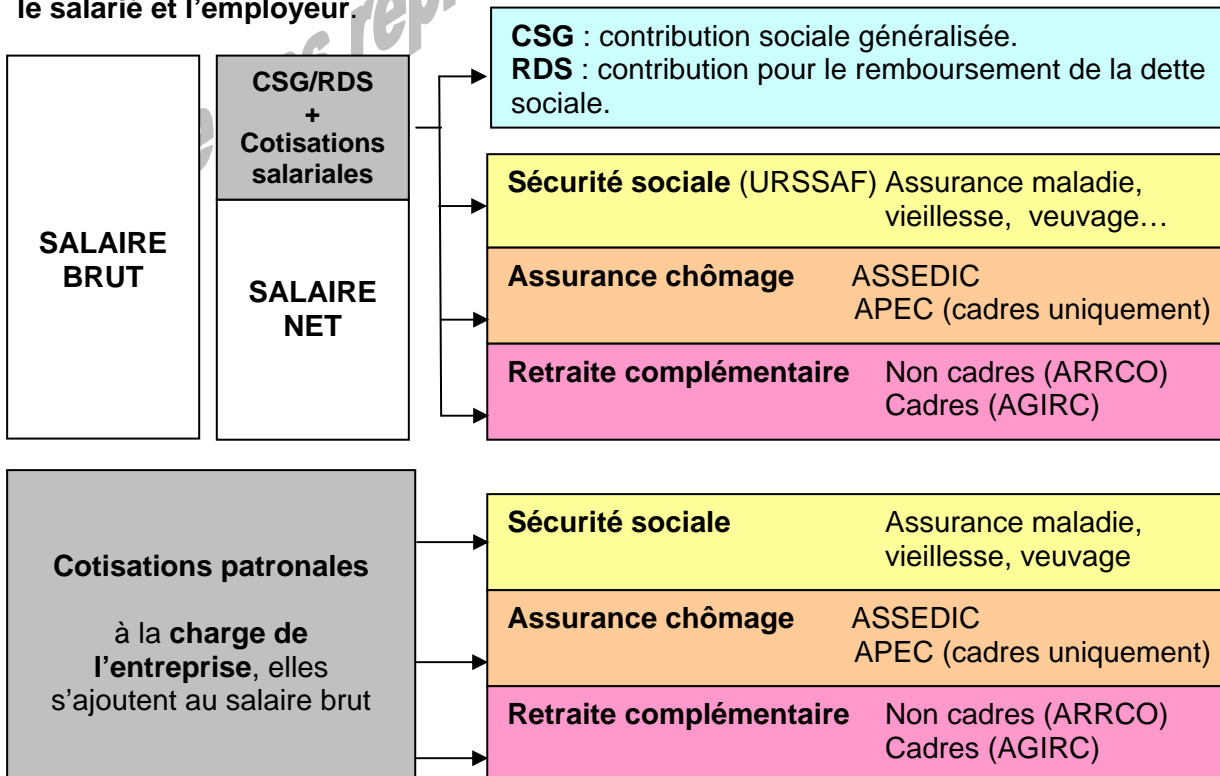 le salarié et l'employeur.
CSG/RDS
+
Cotisations
salariales
SALAIRE
BRUT
SALAIRE
NET
CSG : contribution sociale généralisée.
RDS : contribution pour le remboursement de la dette
sociale.
Sécurité sociale (URSSAF) Assurance maladie,
vieillesse, veuvage…
Assurance chômage ASSEDIC
APEC (cadres uniquement)
Retraite complémentaire Non cadres (ARRCO)
Cadres (AGIRC)
Cotisations patronales
à la charge de
l'entreprise, elles
s'ajoutent au salaire brut
Sécurité sociale Assurance maladie,
vieillesse, veuvage
Assurance chômage ASSEDIC
APEC (cadres uniquement)
Retraite complémentaire Non cadres (ARRCO)
Cadres (AGIRC)